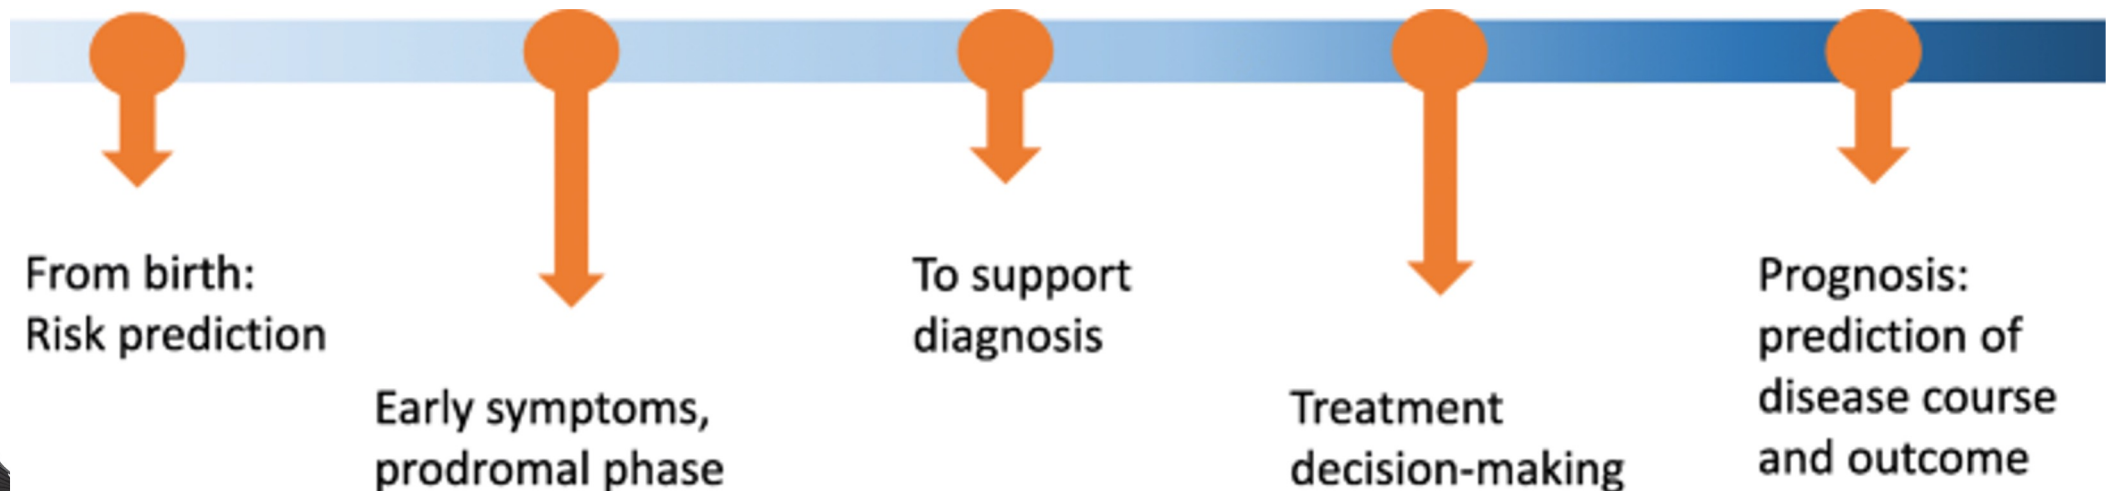 From birth:
Risk prediction
Early symptoms,
prodromal phase
To support
diagnosis
Treatment
decision-making
Prognosis:
prediction of
disease course
and outcome